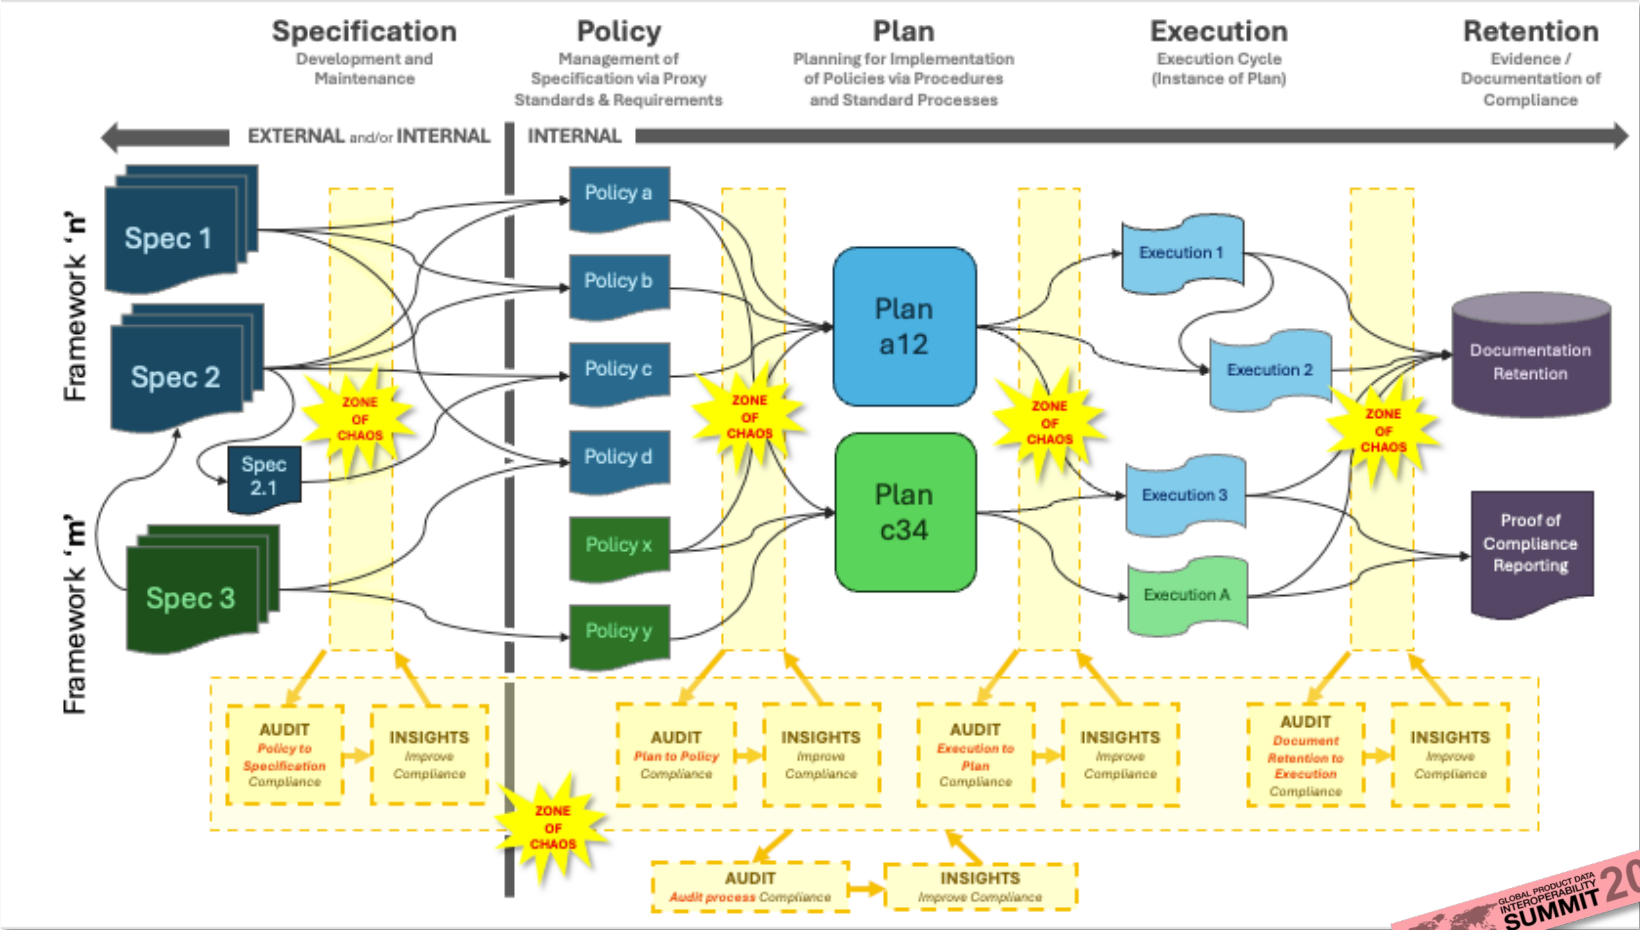 Specification
Development and
Maintenance
Policy
Management of
Specification via Proxy
Standards & Requirements
Plan
Planning for Implementation
of Policies via Procedures
and Standard Processes
Execution
Execution Cycle
(Instance of Plan)
Retention
Evidence /
Documentation of
Compliance
EXTERNAL and/or INTERNAL
INTERNAL
Framework ‘n’
Framework ‘m’
Spec 1
Spec 2
Spec
2.1
Spec 3
ZONE
OF
CHAOS
Policy a
Policy b
Policy c
Policy d
Policy x
Policy y
ZONE
OF
CHAOS
Plan
a12
Plan
c34
ZONE
OF
CHAOS
Execution 1
Execution 2
Execution 3
Execution A
ZONE
OF
CHAOS
Documentation
Retention
Proof of
Compliance
Reporting
AUDIT
Policy to
Specification
Compliance
INSIGHTS
Improve
Compliance
AUDIT
Plan to Policy
Compliance
INSIGHTS
Improve
Compliance
AUDIT
Execution to
Plan
Compliance
INSIGHTS
Improve
Compliance
AUDIT
Document
Retention to
Execution
Compliance
INSIGHTS
Improve
Compliance
ZONE
OF
CHAOS
AUDIT
Audit process Compliance
INSIGHTS
Improve Compliance
GLOBAL PRODUCT DATA
INTEROPERABILITY
SUMMIT 20